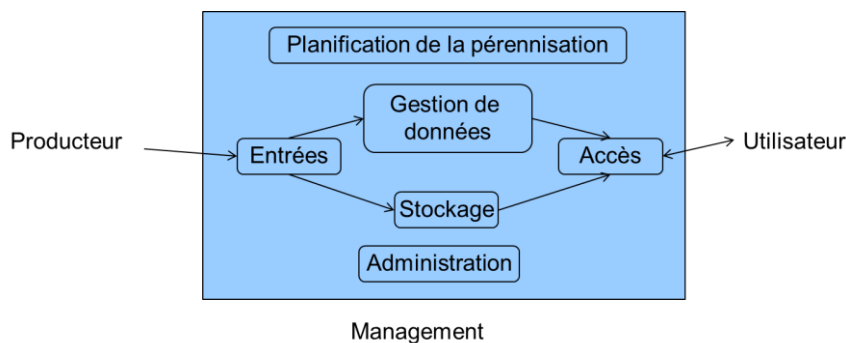 Planification de la pérennisation
Gestion de
données
Producteur
Entrées
Accès
Utilisateur
Stockage
Administration
Management